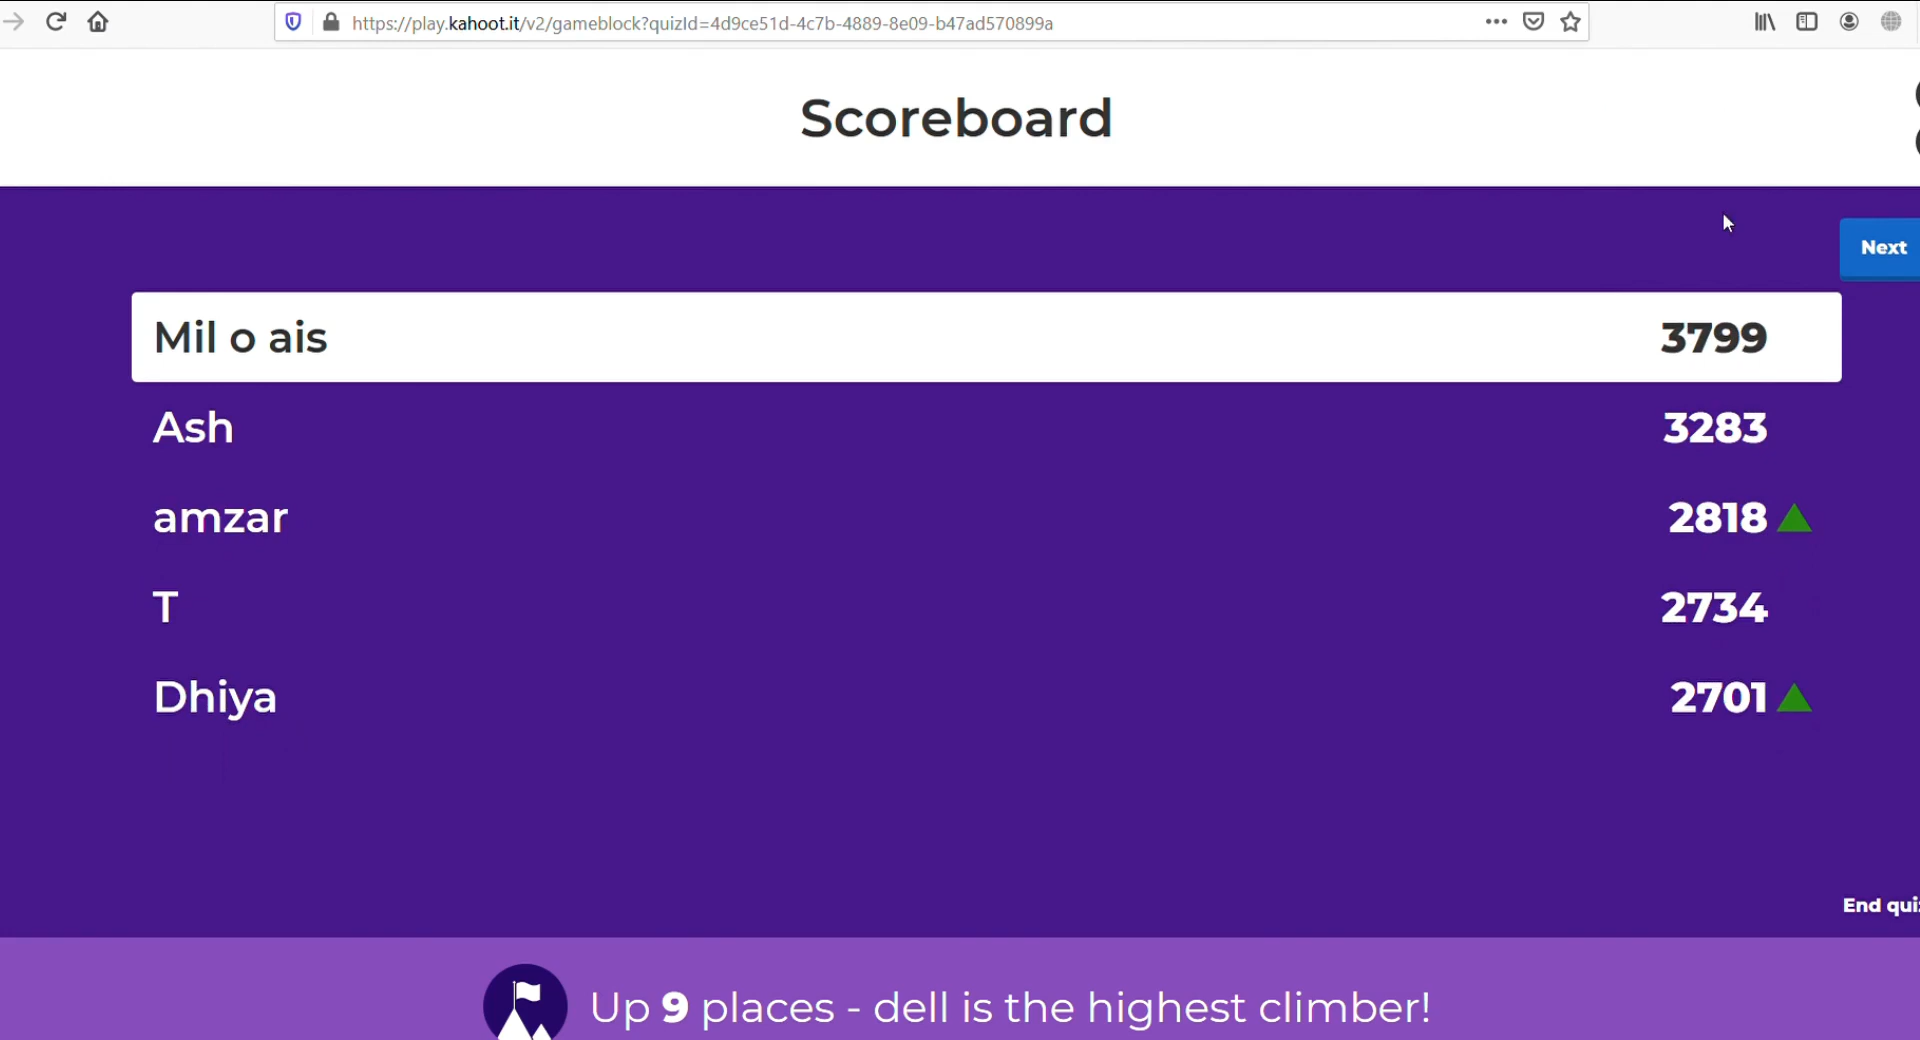 https://play.kahoot.it/v2/gameblock?quizId=4d9ce51d-4c7b-4889-8e09-b47ad570899a
Scoreboard
Next
Mil o ais 3799
Ash 3283
amzar 2818
T 2734
Dhiya 2701
End qui
Up 9 places - dell is the highest climber!